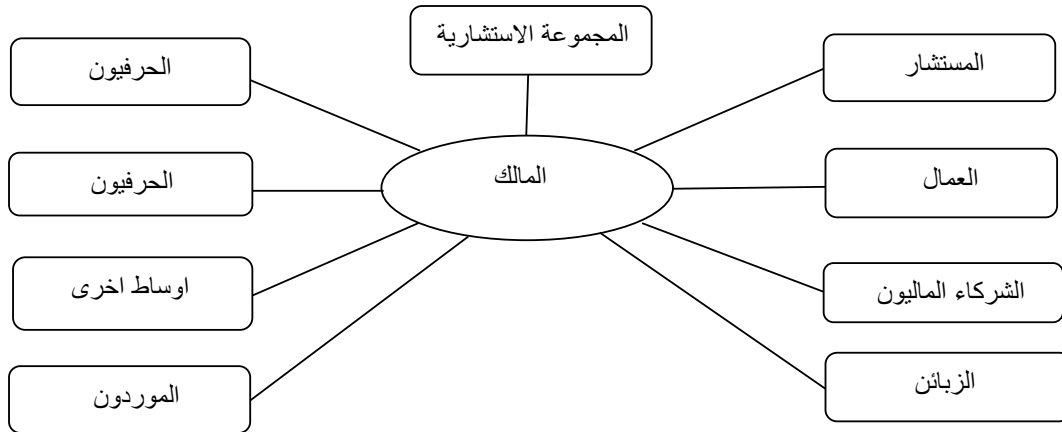 المجموعة الاستشارية
المستشار
الحرفيون
المالك
العمال
الحرفيون
الشركاء الماليون
اوساط اخرى
الزبائن
الموردون